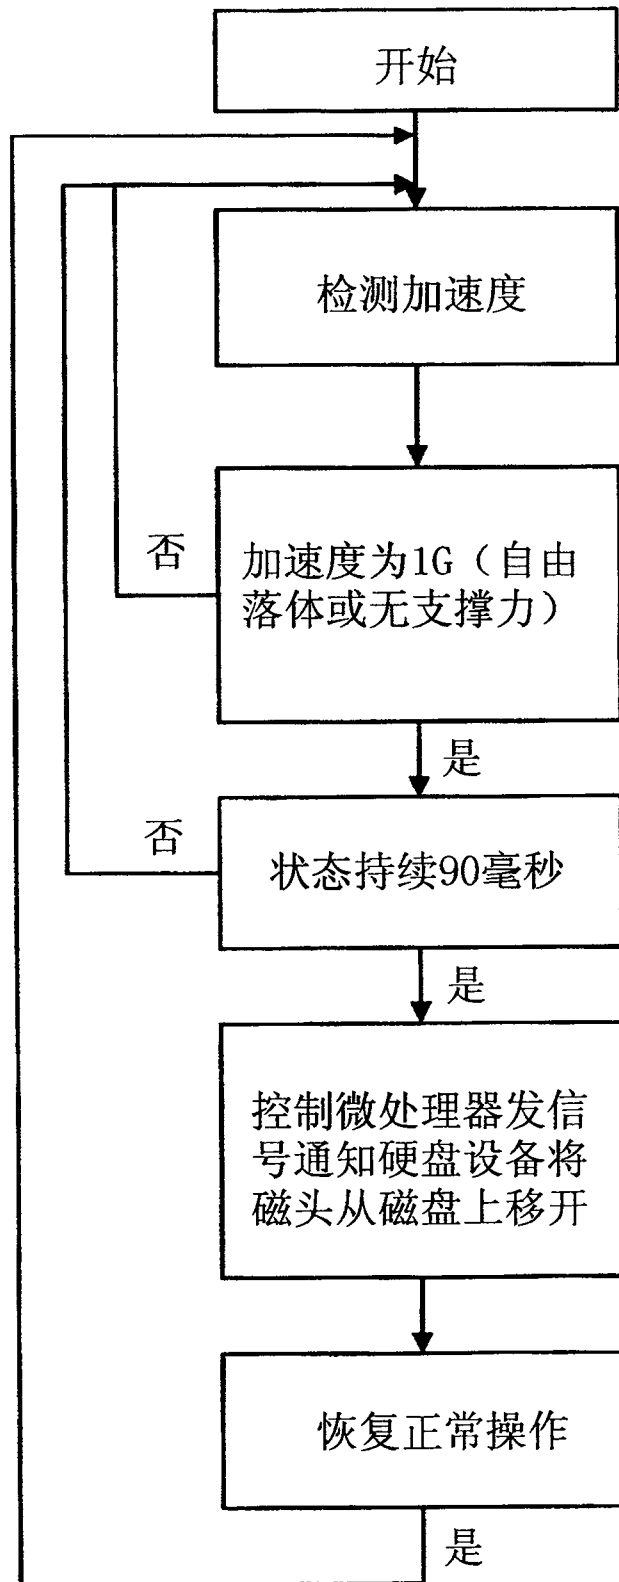 开始
检测加速度
否
加速度为1G（自由
落体或无支撑力）
是
否
状态持续90毫秒
是
控制微处理器发信
号通知硬盘设备将
磁头从磁盘上移开
恢复正常操作
是